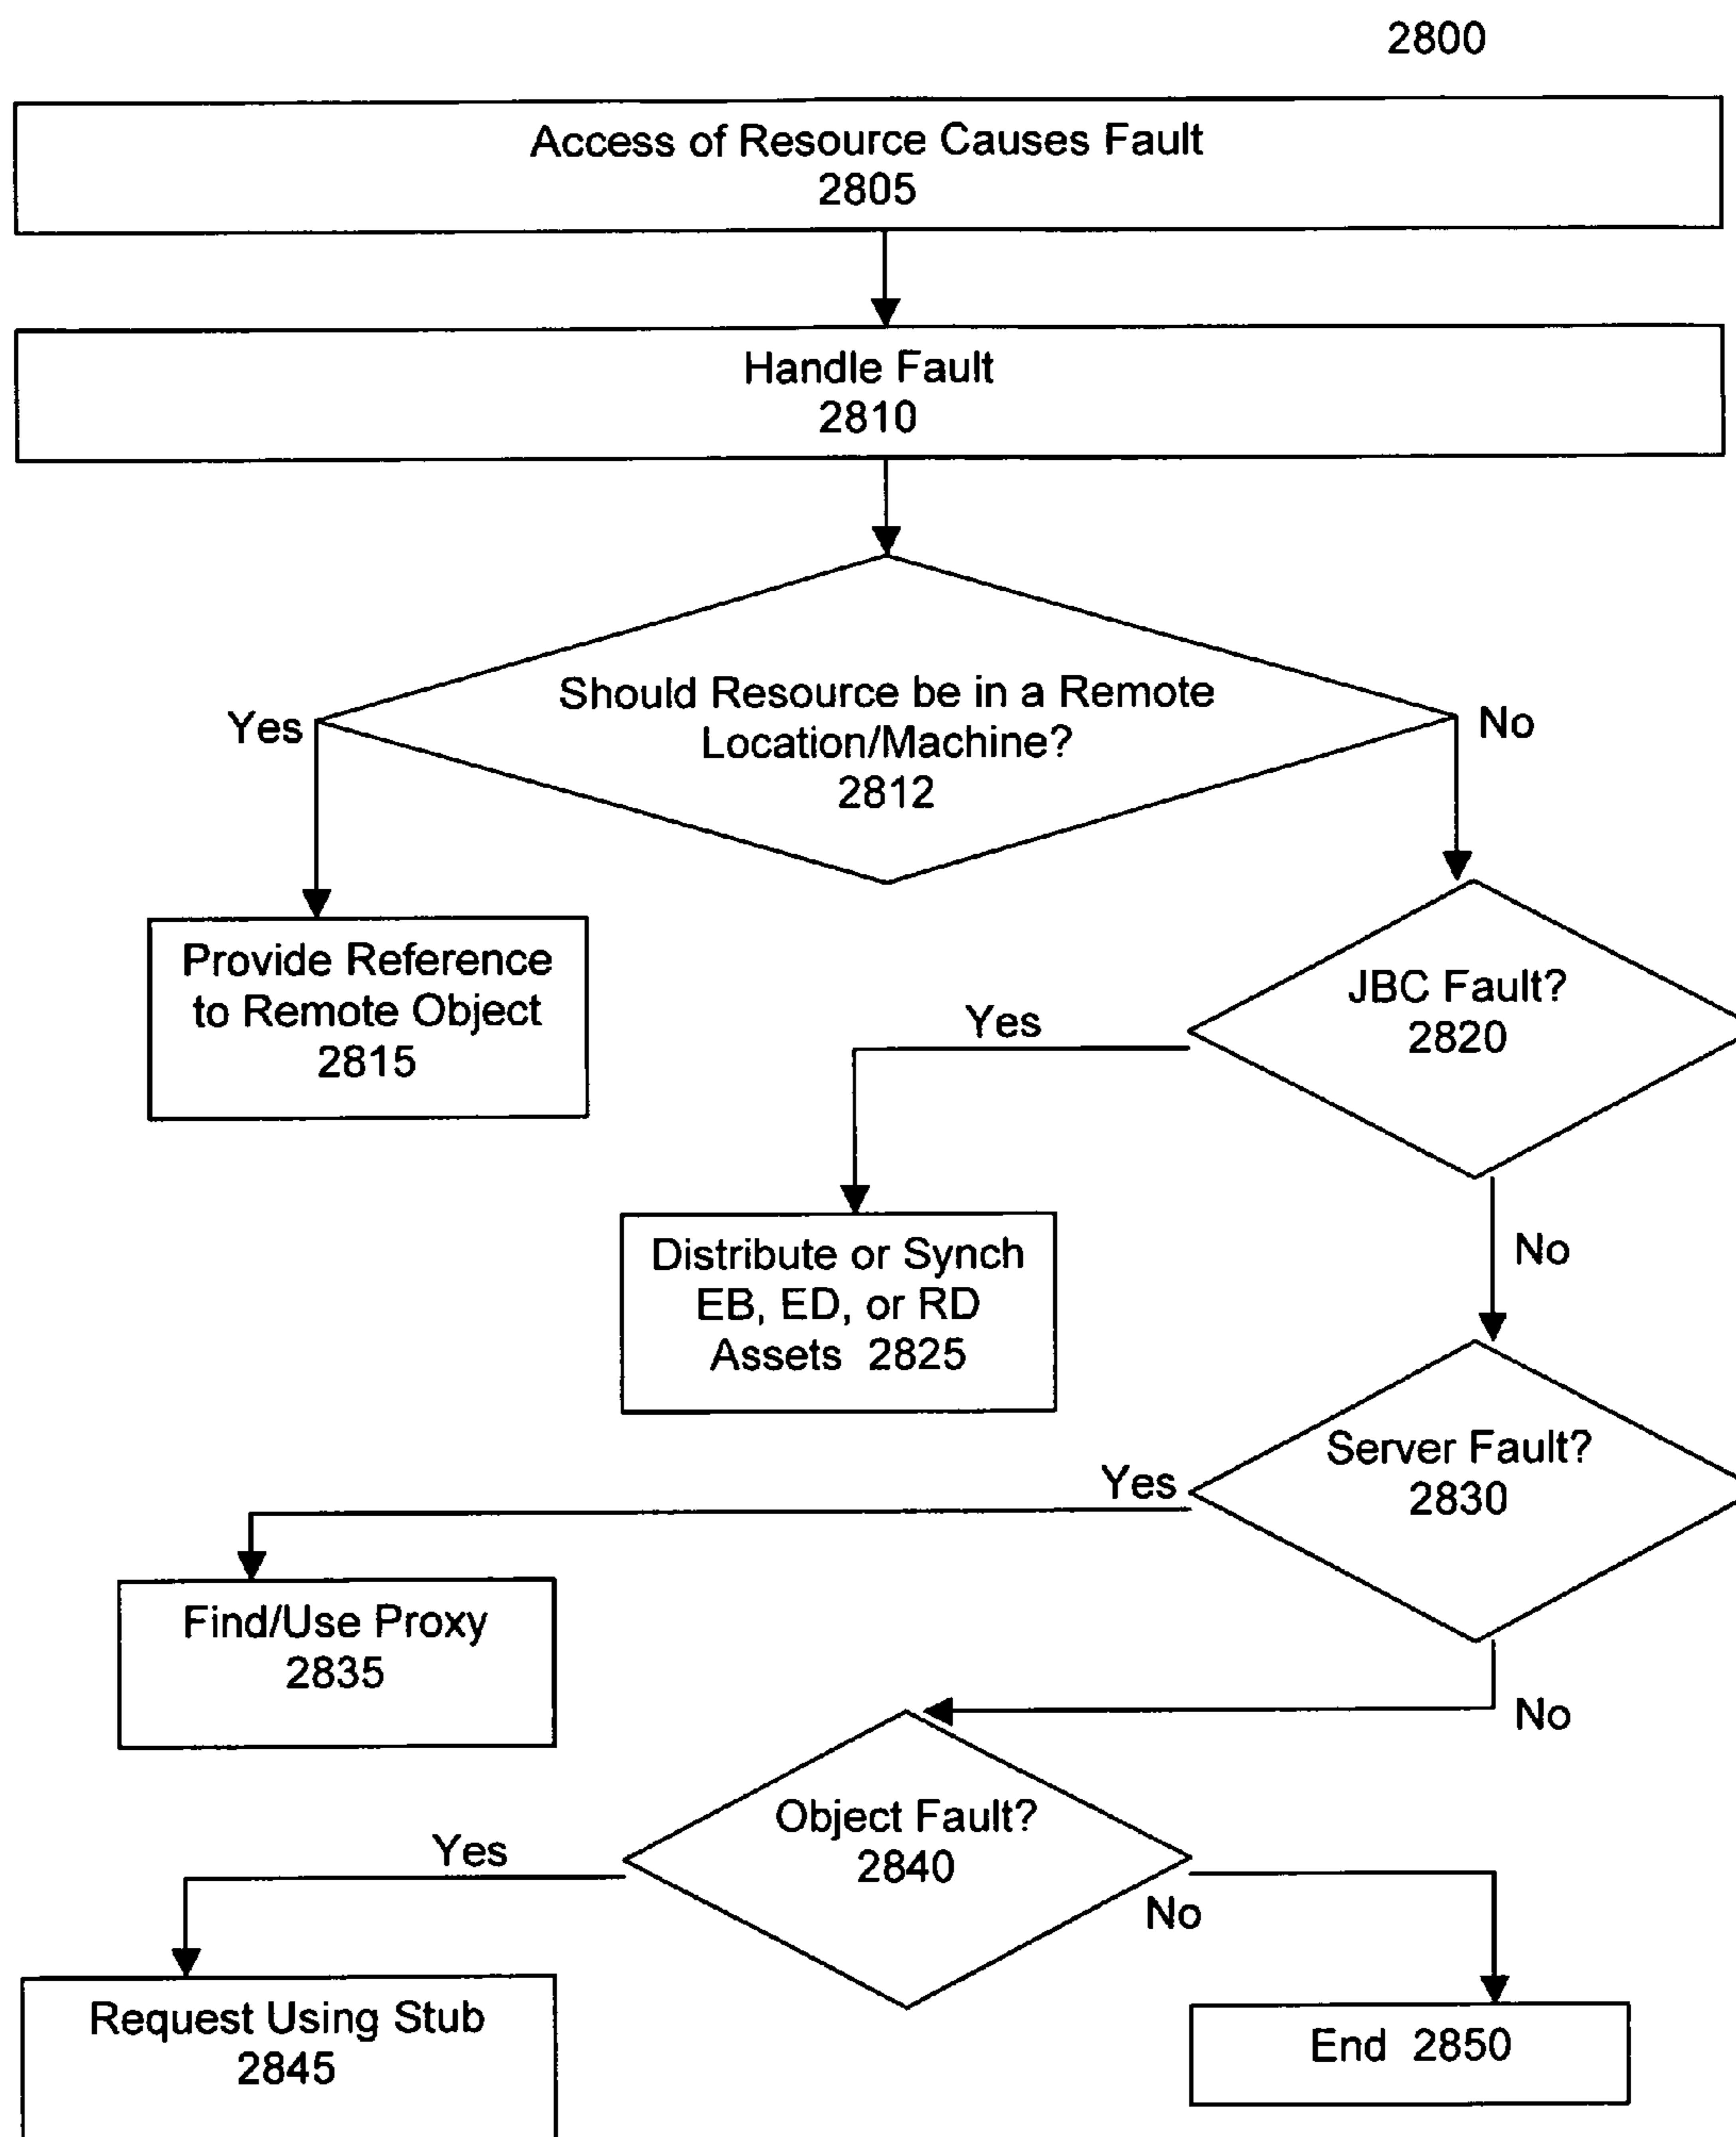 2800
Access of Resource Causes Fault
2805
Handle Fault
2810
Should Resource be in a Remote
Location/Machine?
2812
Yes
No
Provide Reference
to Remote Object
2815
JBC Fault?
2820
Yes
No
Distribute or Synch
EB, ED, or RD
Assets 2825
Server Fault?
2830
Yes
No
Find/Use Proxy
2835
Object Fault?
2840
Yes
No
Request Using Stub
2845
End 2850